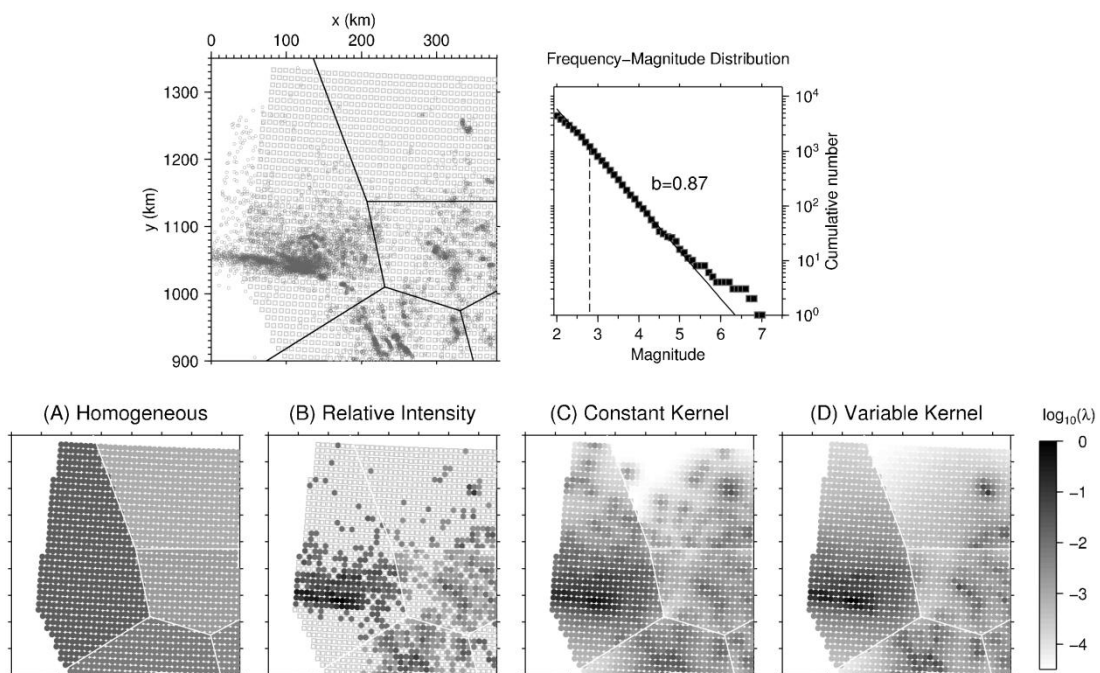 x (km)
0 100 200 300
y (km)
1300
1200
1100
1000
900
Frequency−Magnitude Distribution
b=0.87
10⁴
10³
10²
10¹
10⁰
Cumulative number
2 3 4 5 6 7
Magnitude
(A) Homogeneous
(B) Relative Intensity
(C) Constant Kernel
(D) Variable Kernel
log₁₀(λ)
0
−1
−2
−3
−4